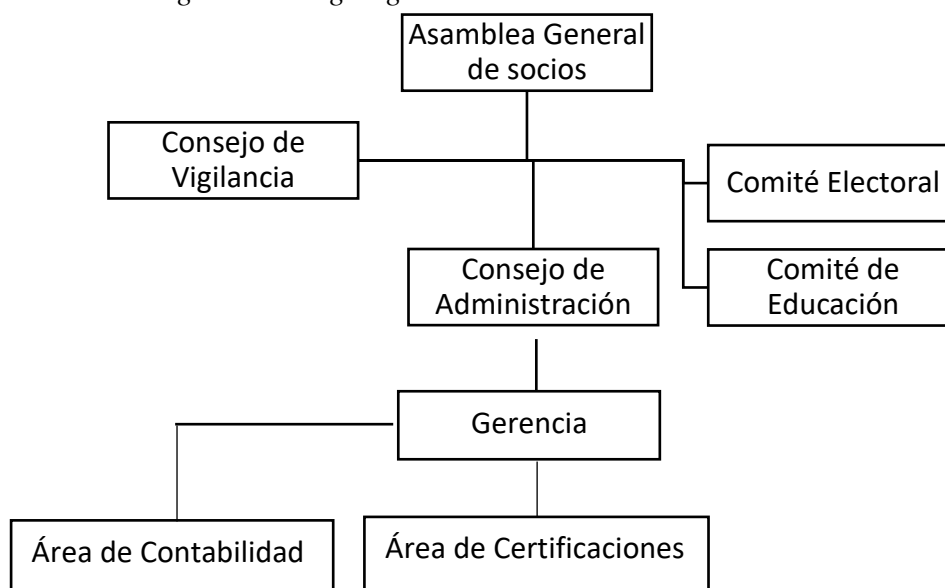 Asamblea General
de socios
Consejo de
Vigilancia
Comité Electoral
Consejo de
Administración
Comité de
Educación
Gerencia
Área de Contabilidad
Área de Certificaciones